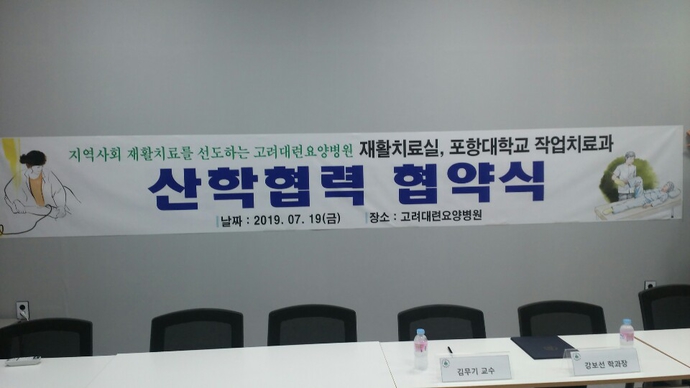 지역사회 재활치료를 선도하는 고려대련요양병원 재활치료실, 포항대학교 작업치료과
산학협력 협약식
날짜 : 2019. 07. 19(금) 장소 : 고려대련요양병원
김무기 교수
강보선 학과장